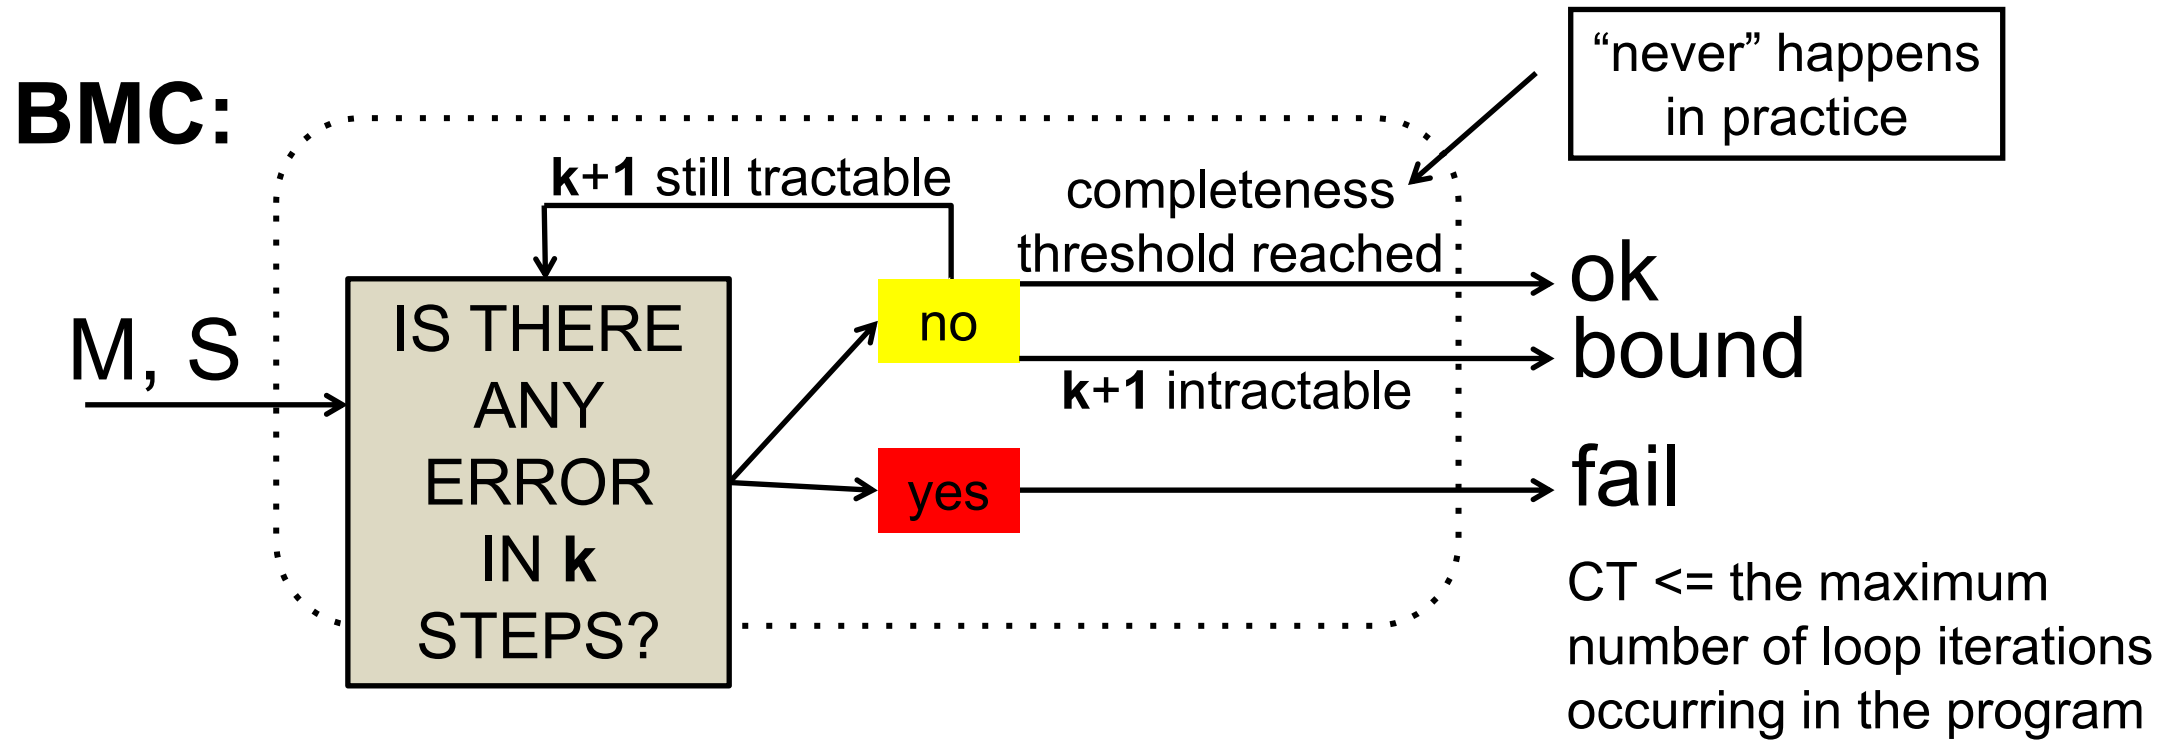 BMC:
“never” happens
in practice
k+1 still tractable
completeness
threshold reached
M, S
IS THERE
ANY
ERROR
IN k
STEPS?
no
yes
k+1 intractable
ok
bound
fail
CT <= the maximum
number of loop iterations
occurring in the program